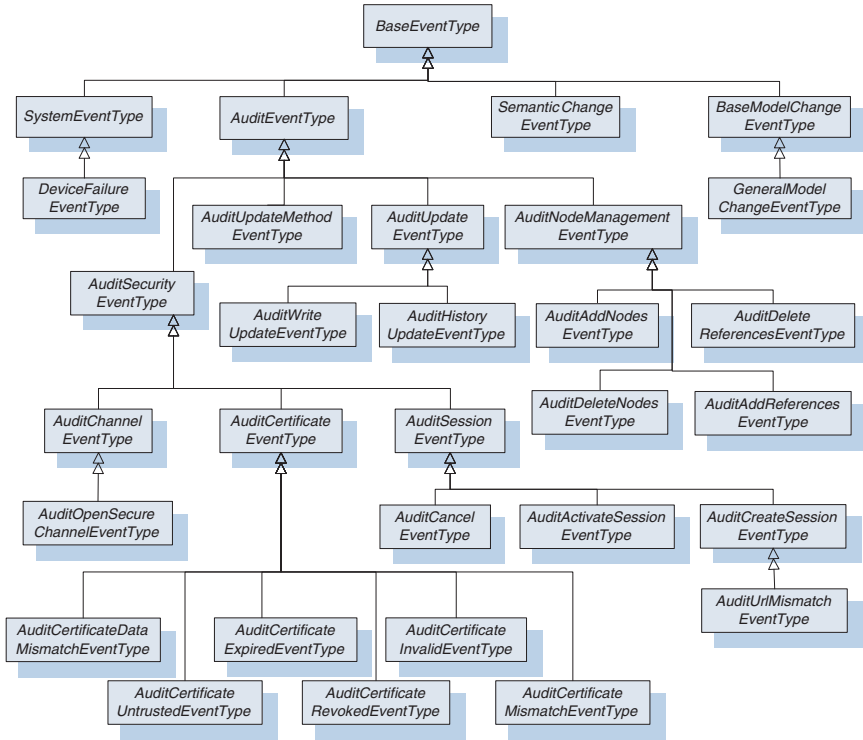 BaseEventType
SystemEventType
AuditEventType
Semantic Change
EventType
BaseModelChange
EventType
DeviceFailure
EventType
GeneralModel
ChangeEventType
AuditUpdateMethod
EventType
AuditUpdate
EventType
AuditNodeManagement
EventType
AuditSecurity
EventType
AuditWrite
UpdateEventType
AuditHistory
UpdateEventType
AuditAddNodes
EventType
AuditDelete
ReferencesEventType
AuditDeleteNodes
EventType
AuditAddReferences
EventType
AuditChannel
EventType
AuditCertificate
EventType
AuditSession
EventType
AuditOpenSecure
ChannelEventType
AuditCancel
EventType
AuditActivateSession
EventType
AuditCreateSession
EventType
AuditUrlMismatch
EventType
AuditCertificateData
MismatchEventType
AuditCertificate
ExpiredEventType
AuditCertificate
InvalidEventType
AuditCertificate
UntrustedEventType
AuditCertificate
RevokedEventType
AuditCertificate
MismatchEventType